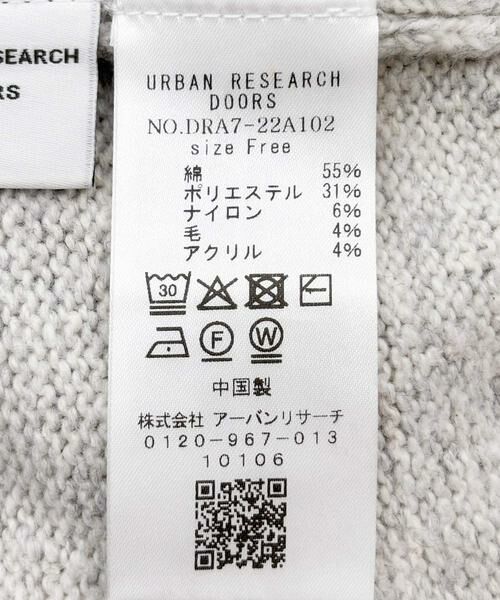 SEARCH
RS
URBAN RESEARCH
DOORS
NO.DRA7-22A102
size Free
綿 55%
ポリエステル 31%
ナイロン 6%
毛 4%
アクリル 4%
30
F W
中国製
株式会社 アーバンリサーチ
0120-967-013
10106